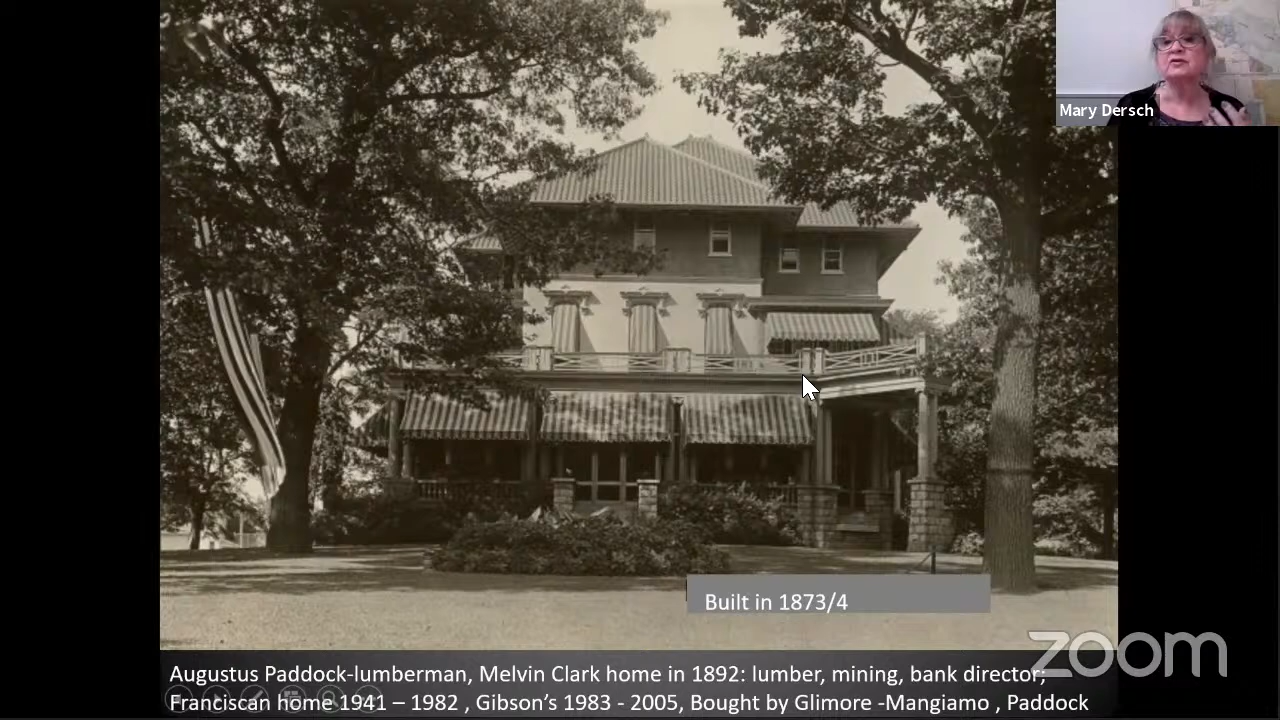 Mary Dersch
Built in 1873/4
zoom
Augustus Paddock-lumberman, Melvin Clark home in 1892: lumber, mining, bank director;
Franciscan home 1941 – 1982 , Gibson’s 1983 - 2005, Bought by Glimore -Mangiamo , Paddock